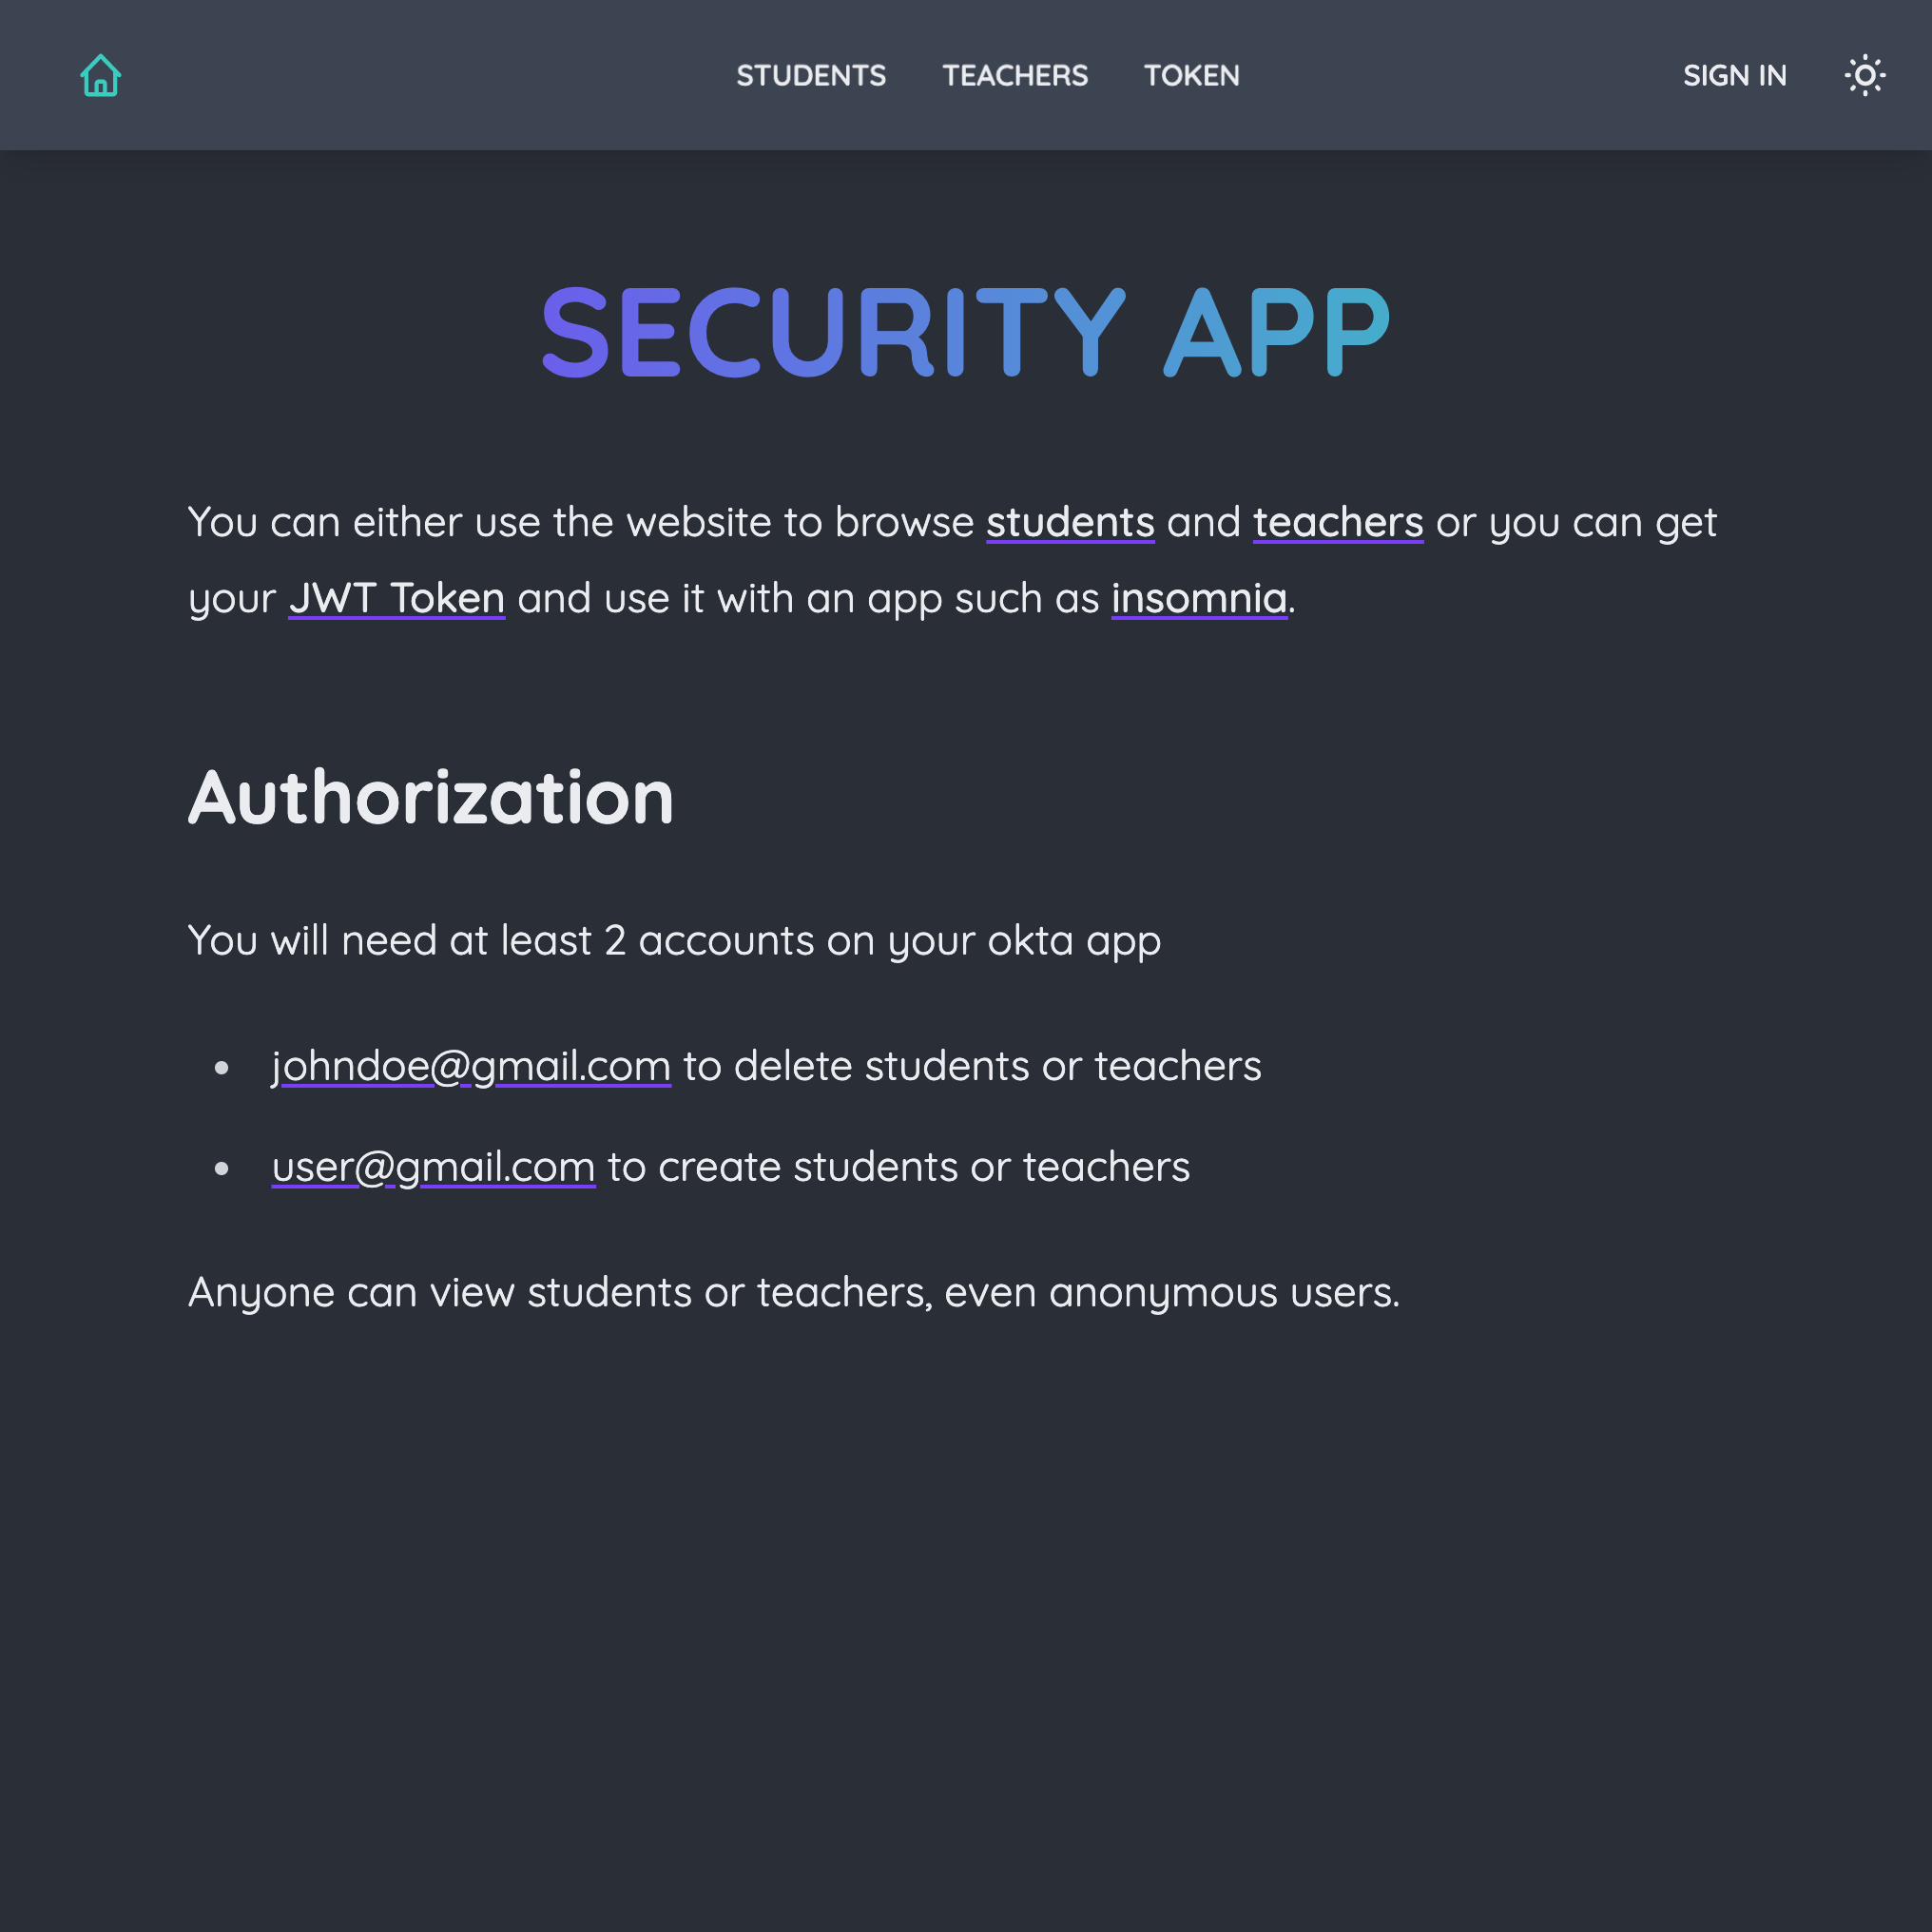 STUDENTS TEACHERS TOKEN SIGN IN
SECURITY APP
You can either use the website to browse students and teachers or you can get
your JWT Token and use it with an app such as insomnia.
Authorization
You will need at least 2 accounts on your okta app
johndoe@gmail.com to delete students or teachers
user@gmail.com to create students or teachers
Anyone can view students or teachers, even anonymous users.